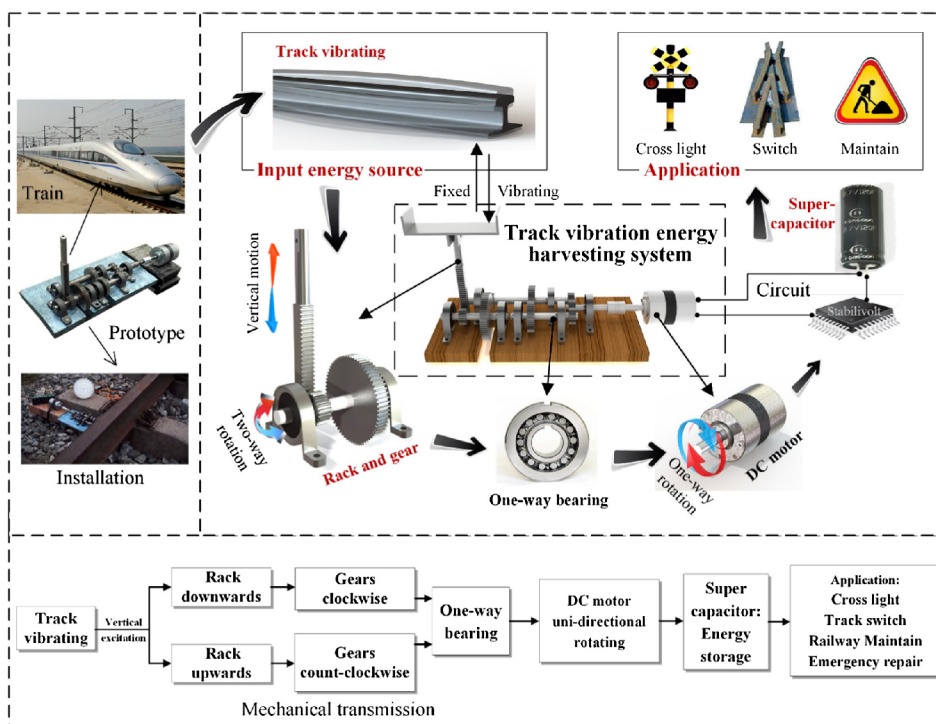 Train
Prototype
Installation
Track vibrating
Input energy source
Fixed
Vibrating
Cross light
Switch
Maintain
Application
Super-
capacitor
Track vibration energy
harvesting system
Circuit
Stabilivolt
Vertical motion
Two-way
rotation
Rack and gear
One-way bearing
One-way
rotation
DC motor
Track
vibrating
Vertical
excitation
Rack
downwards
Gears
clockwise
Rack
upwards
Gears
count-clockwise
One-way
bearing
DC motor
uni-directional
rotating
Super
capacitor:
Energy
storage
Application:
Cross light
Track switch
Railway Maintain
Emergency repair
Mechanical transmission